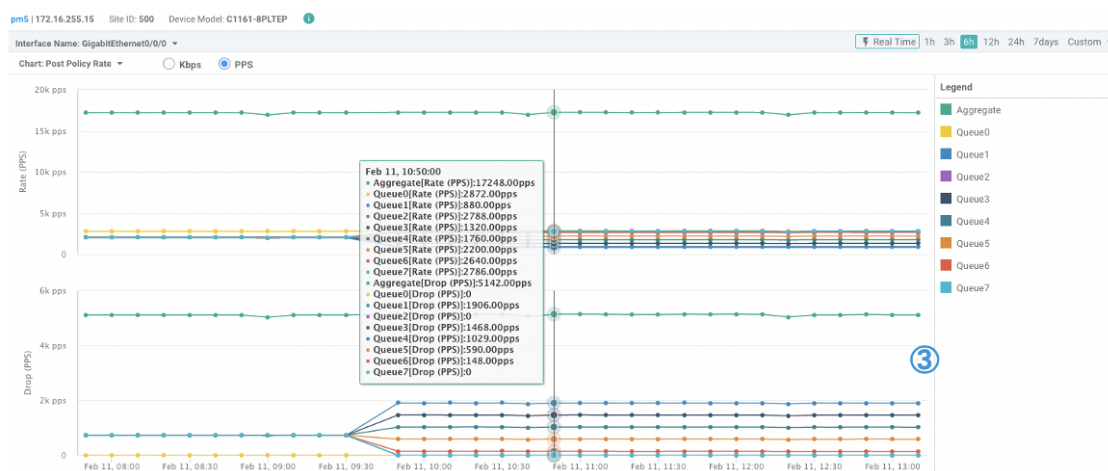 pm5 | 172.16.255.15 Site ID: 500 Device Model: C1161-8PLTEP i
Interface Name: GigabitEthernet0/0/0
Real Time 1h 3h 6h 12h 24h 7days Custom
Chart: Post Policy Rate Kbps PPS
Legend
Aggregate
Queue0
Queue1
Queue2
Queue3
Queue4
Queue5
Queue6
Queue7
Rate (PPS)
20k pps
15k pps
10k pps
5k pps
0
Feb 11, 10:50:00
Aggregate[Rate (PPS)]:17248.00pps
Queue0[Rate (PPS)]:2872.00pps
Queue1[Rate (PPS)]:880.00pps
Queue2[Rate (PPS)]:2788.00pps
Queue3[Rate (PPS)]:1320.00pps
Queue4[Rate (PPS)]:1760.00pps
Queue5[Rate (PPS)]:2200.00pps
Queue6[Rate (PPS)]:2640.00pps
Queue7[Rate (PPS)]:2786.00pps
Aggregate[Drop (PPS)]:5142.00pps
Queue0[Drop (PPS)]:0
Queue1[Drop (PPS)]:1906.00pps
Queue2[Drop (PPS)]:0
Queue3[Drop (PPS)]:1468.00pps
Queue4[Drop (PPS)]:1029.00pps
Queue5[Drop (PPS)]:590.00pps
Queue6[Drop (PPS)]:148.00pps
Queue7[Drop (PPS)]:0
Drop (PPS)
6k pps
4k pps
2k pps
0
③
Feb 11, 08:00 Feb 11, 08:30 Feb 11, 09:00 Feb 11, 09:30 Feb 11, 10:00 Feb 11, 10:30 Feb 11, 11:00 Feb 11, 11:30 Feb 11, 12:00 Feb 11, 12:30 Feb 11, 13:00